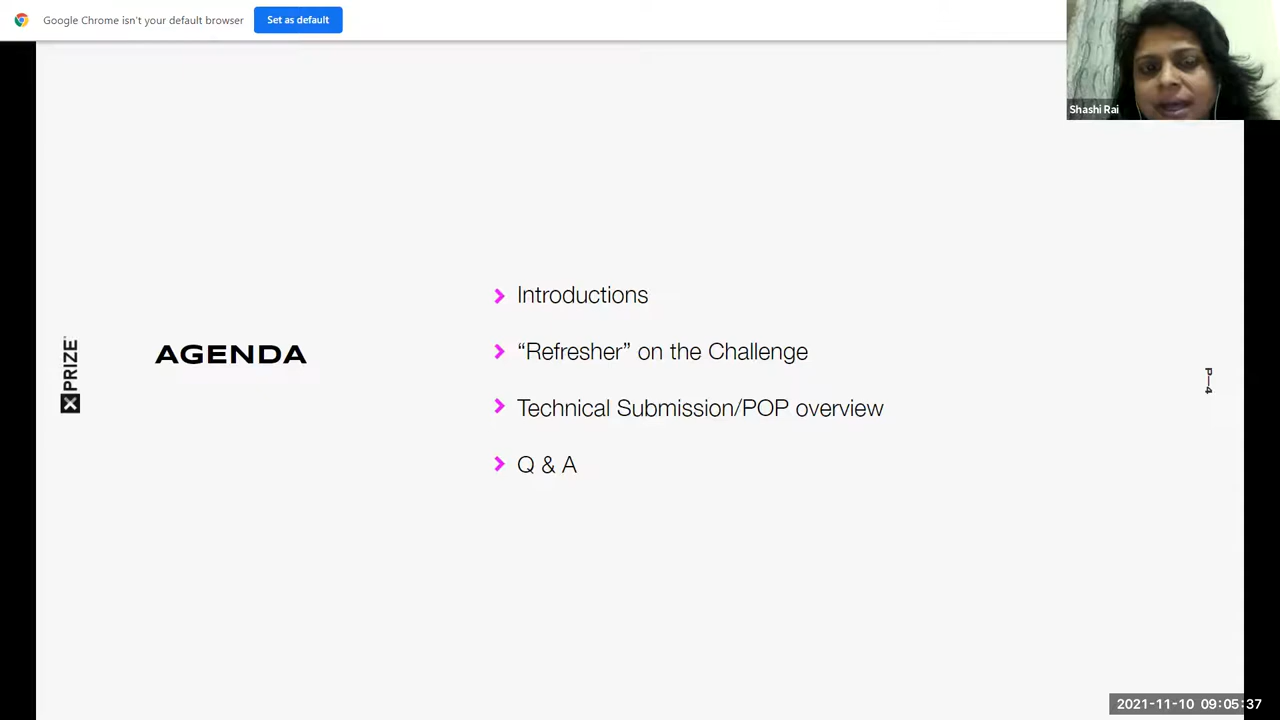 Google Chrome isn't your default browser
Set as default
Shashi Rai
Introductions
“Refresher” on the Challenge
XPRIZE
AGENDA
Technical Submission/POP overview
Q & A
P—4
2021-11-10 09:05:37